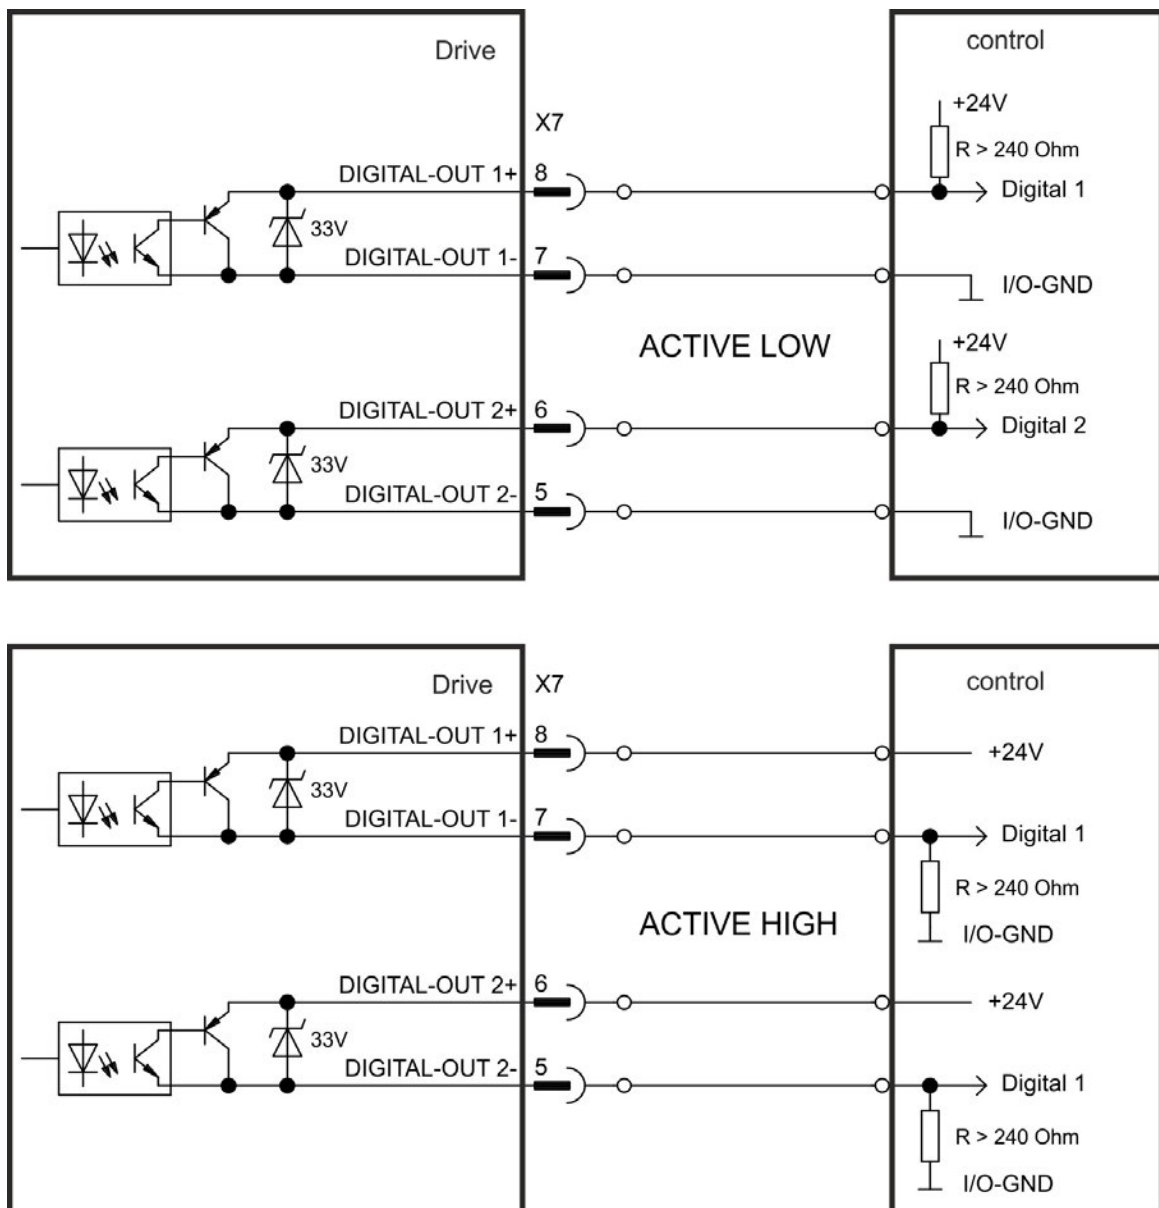 Drive
control
X7
+24V
R > 240 Ohm
DIGITAL-OUT 1+
8
Digital 1
33V
DIGITAL-OUT 1-
7
I/O-GND
ACTIVE LOW
+24V
R > 240 Ohm
DIGITAL-OUT 2+
6
Digital 2
33V
DIGITAL-OUT 2-
5
I/O-GND
Drive
X7
control
DIGITAL-OUT 1+
8
+24V
33V
DIGITAL-OUT 1-
7
Digital 1
R > 240 Ohm
ACTIVE HIGH
I/O-GND
DIGITAL-OUT 2+
6
+24V
33V
DIGITAL-OUT 2-
5
Digital 1
R > 240 Ohm
I/O-GND